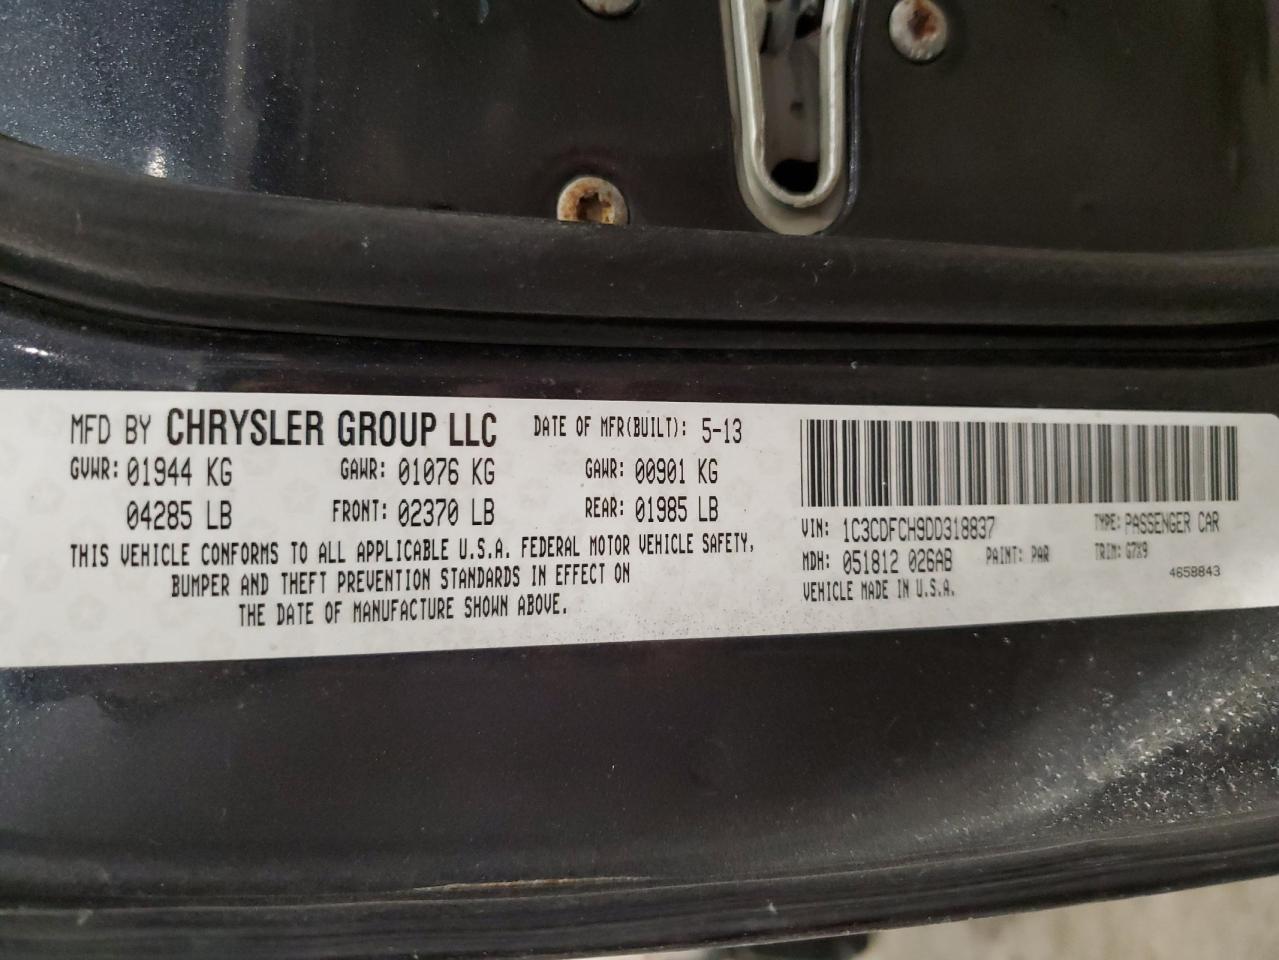 MFD BY CHRYSLER GROUP LLC DATE OF MFR(BUILT): 5-13
GVWR: 01944 KG GAWR: 01076 KG GAWR: 00901 KG
04285 LB FRONT: 02370 LB REAR: 01985 LB
THIS VEHICLE CONFORMS TO ALL APPLICABLE U.S.A. FEDERAL MOTOR VEHICLE SAFETY,
BUMPER AND THEFT PREVENTION STANDARDS IN EFFECT ON
THE DATE OF MANUFACTURE SHOWN ABOVE.
VIN: 1C3CDFCH9DD318837 TYPE: PASSENGER CAR
MDH: 051812 026AB PAINT: PAR TRIM: G7X9
VEHICLE MADE IN U.S.A. 4658843